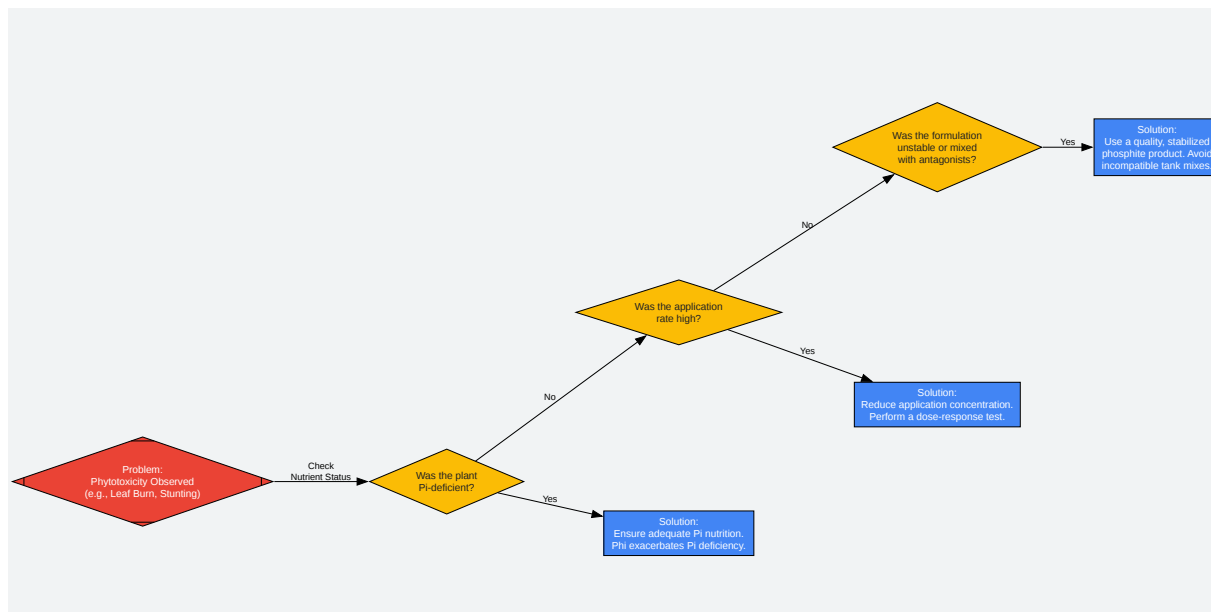 Was the formulation
unstable or mixed
with antagonists?
Yes
Solution:
Use a quality, stabilized
phosphite product. Avoid
incompatible tank mixes.
No
Was the application
rate high?
Yes
Solution:
Reduce application concentration.
Perform a dose-response test.
No
Problem:
Phytotoxicity Observed
(e.g., Leaf Burn, Stunting)
Check
Nutrient Status
Was the plant
Pi-deficient?
Yes
Solution:
Ensure adequate Pi nutrition.
Phi exacerbates Pi deficiency.